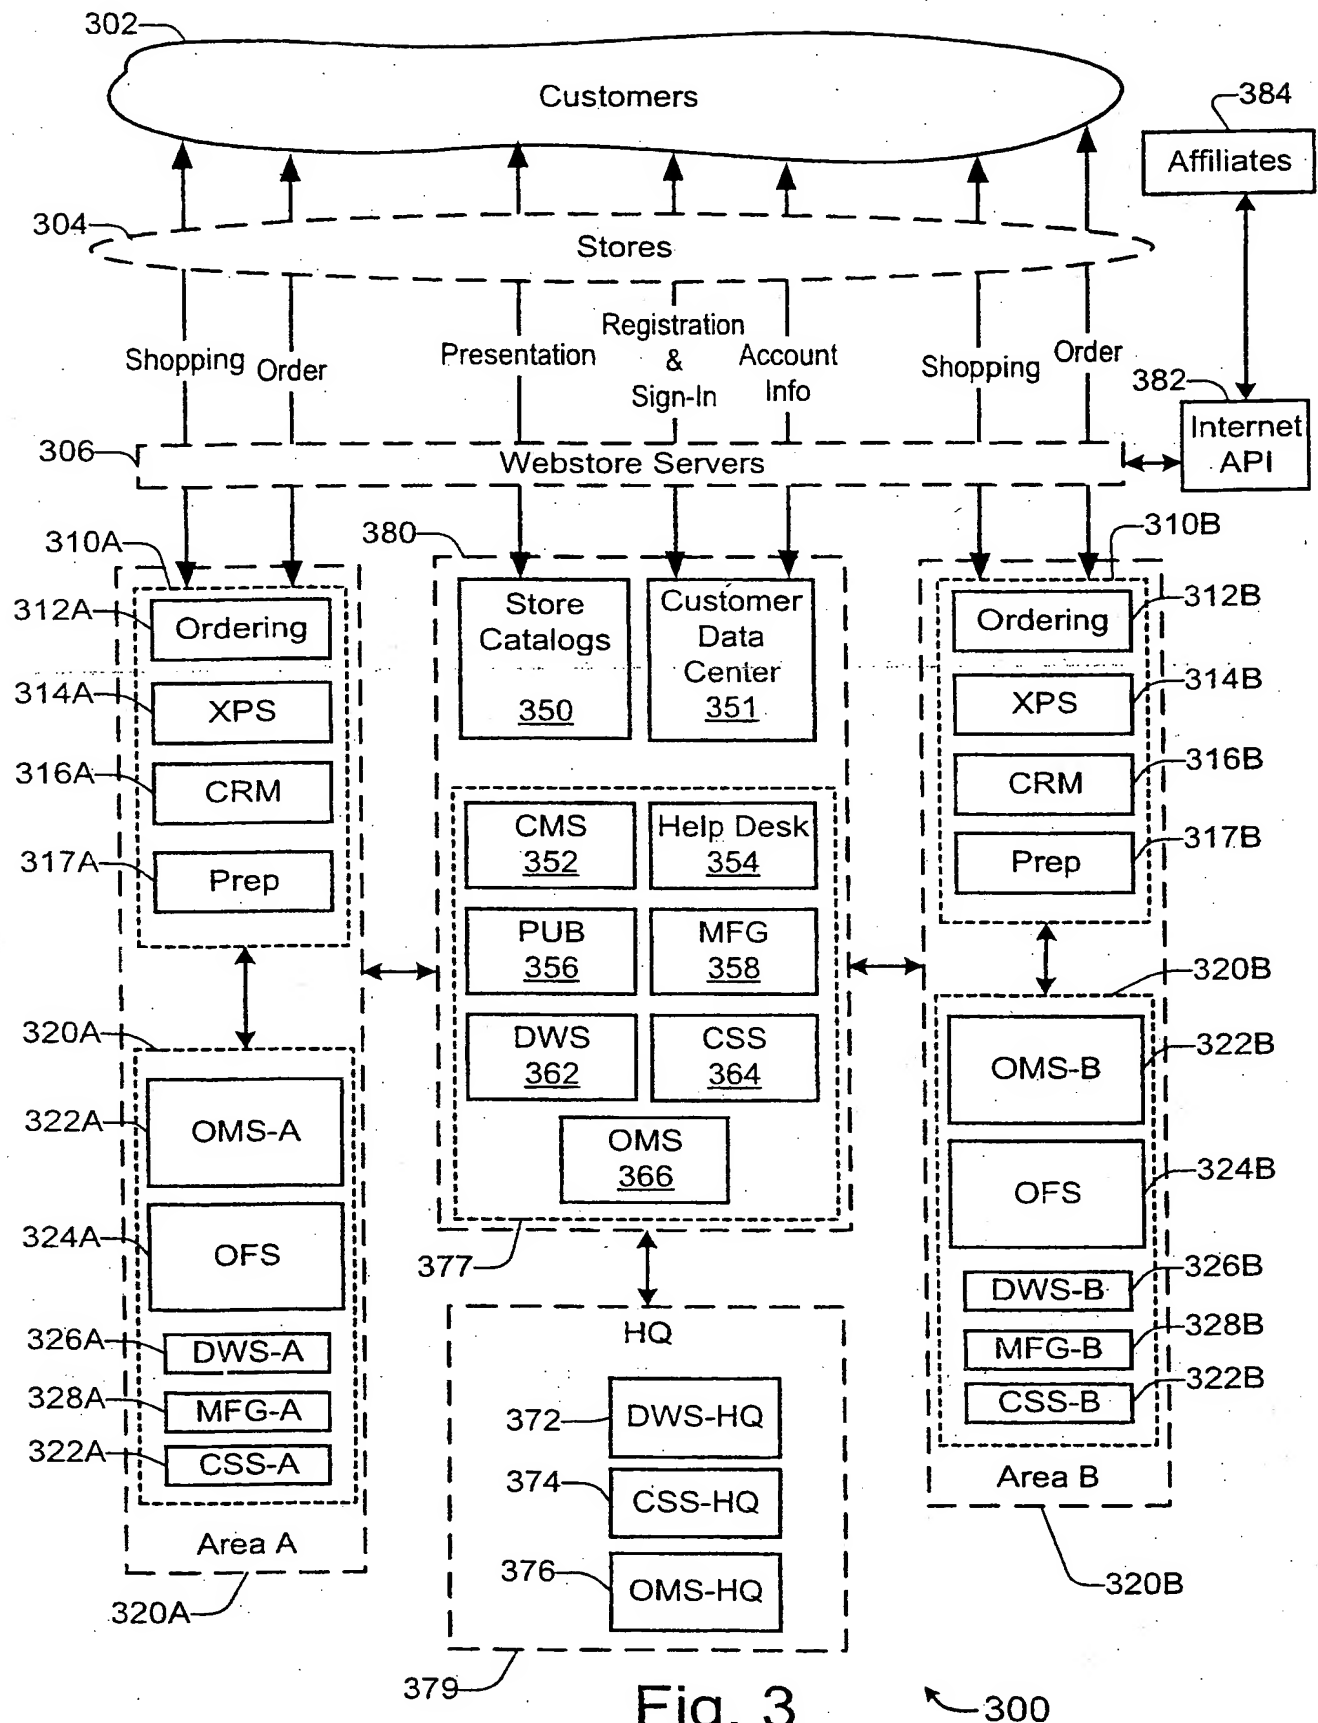 302
Customers
384
Affiliates
304
Stores
Shopping
Order
Presentation
Registration
&
Sign-In
Account
Info
Shopping
Order
382
Internet
API
306
Webstore Servers
310A
380
310B
312A
Ordering
314A
XPS
316A
CRM
317A
Prep
320A
322A
OMS-A
324A
OFS
326A
DWS-A
328A
MFG-A
322A
CSS-A
Area A
320A
Store
Catalogs
350
Customer
Data
Center
351
CMS
352
Help Desk
354
PUB
356
MFG
358
DWS
362
CSS
364
OMS
366
377
HQ
372
DWS-HQ
374
CSS-HQ
376
OMS-HQ
379
312B
Ordering
314B
XPS
316B
CRM
317B
Prep
320B
322B
OMS-B
324B
OFS
326B
DWS-B
328B
MFG-B
322B
CSS-B
Area B
320B
Fig. 3
300